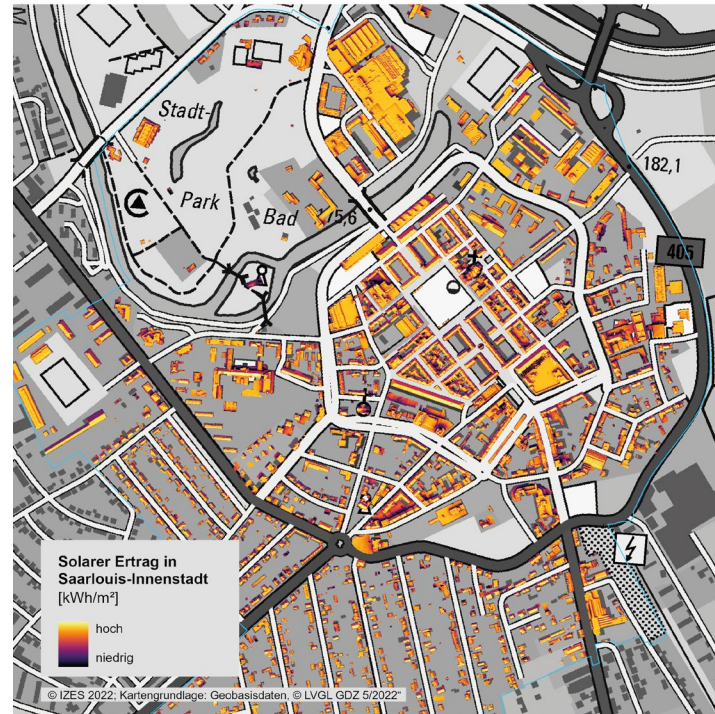 M
Stadt-
Park
Bad
75,6
182,1
405
Solarer Ertrag in
Saarlouis-Innenstadt
[kWh/m²]
hoch
niedrig
© IZES 2022; Kartengrundlage: Geobasisdaten, © LVGL GDZ 5/2022"